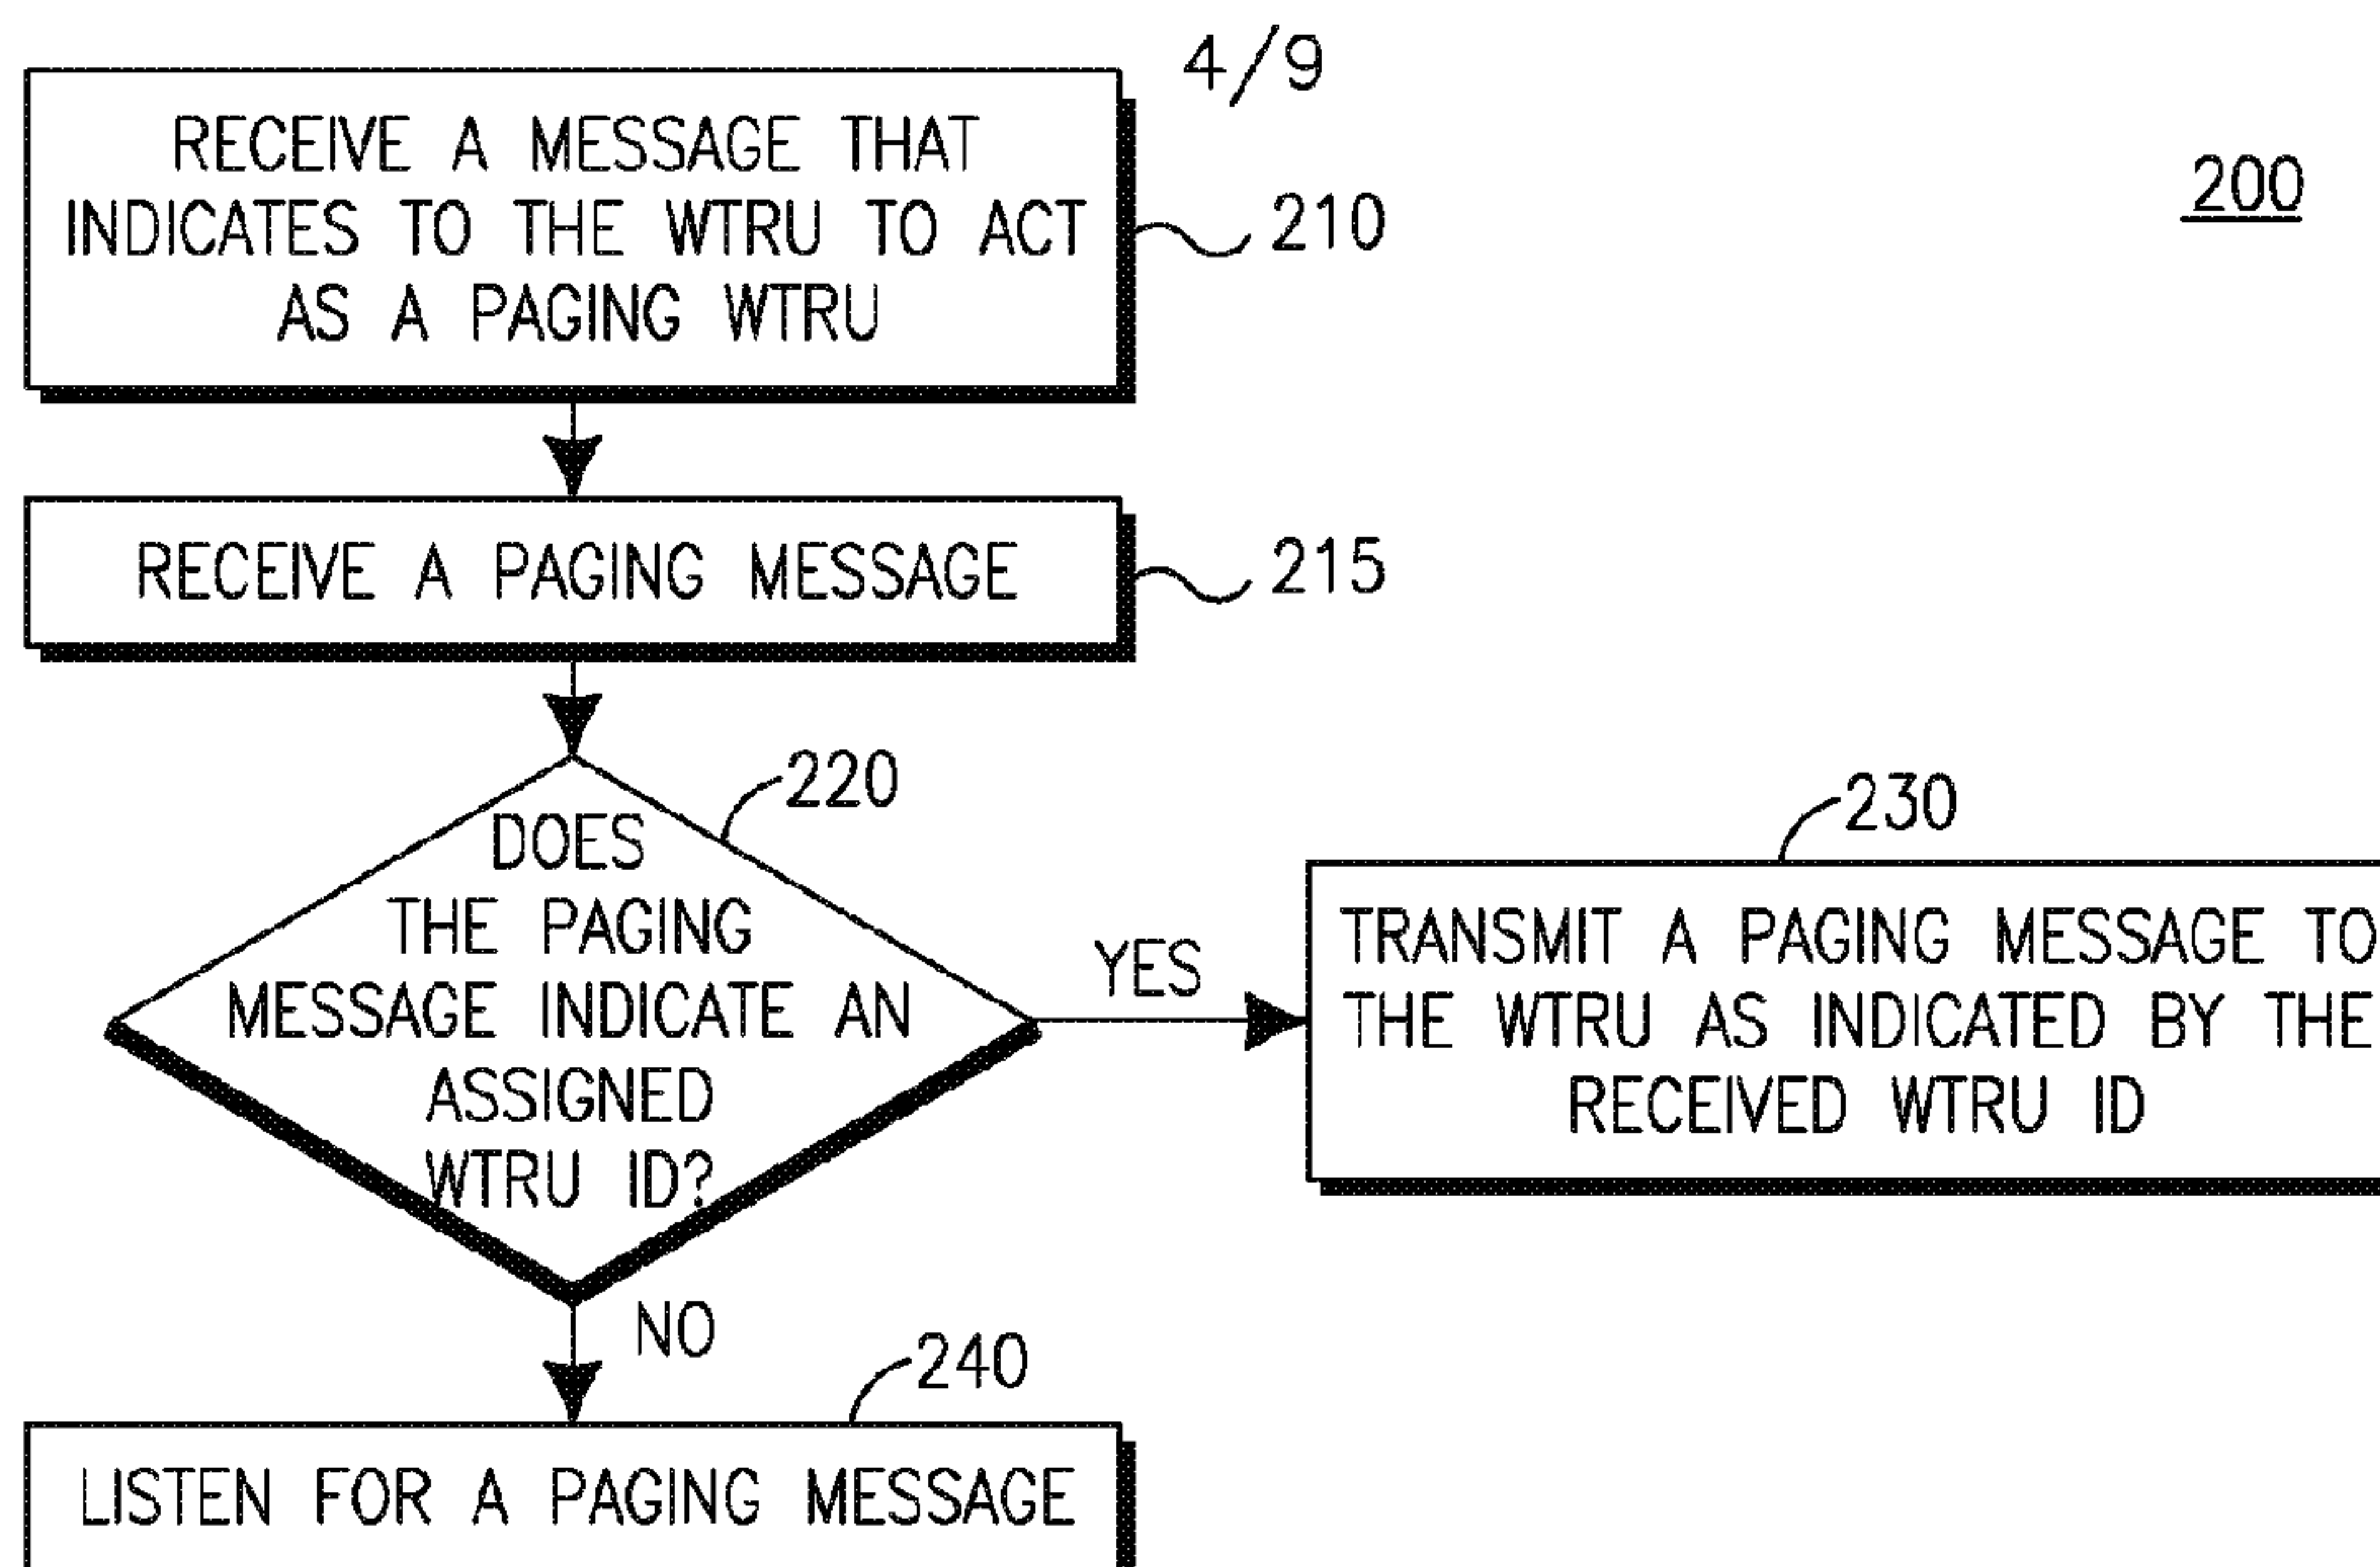 4/9
200
RECEIVE A MESSAGE THAT
INDICATES TO THE WTRU TO ACT
AS A PAGING WTRU
210
RECEIVE A PAGING MESSAGE
215
220
DOES
THE PAGING
MESSAGE INDICATE AN
ASSIGNED
WTRU ID?
YES
230
TRANSMIT A PAGING MESSAGE TO
THE WTRU AS INDICATED BY THE
RECEIVED WTRU ID
NO
240
LISTEN FOR A PAGING MESSAGE